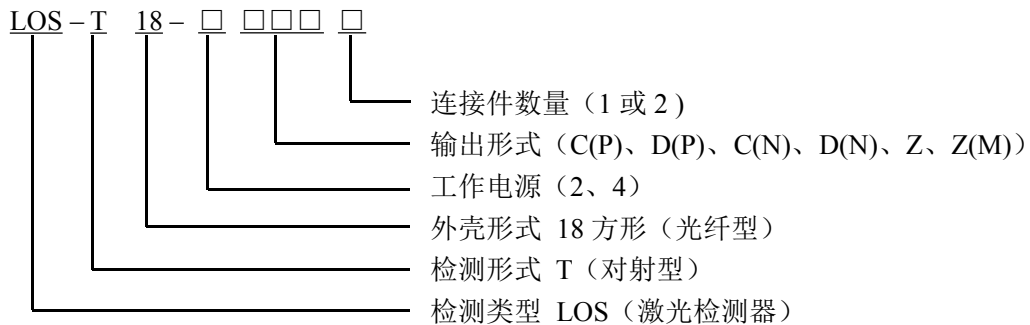 LOS – T 18 – □ □□□ □
连接件数量（1 或 2 )
输出形式（C(P)、D(P)、C(N)、D(N)、Z、Z(M)）
工作电源（2、4）
外壳形式 18 方形（光纤型）
检测形式 T（对射型）
检测类型 LOS（激光检测器）